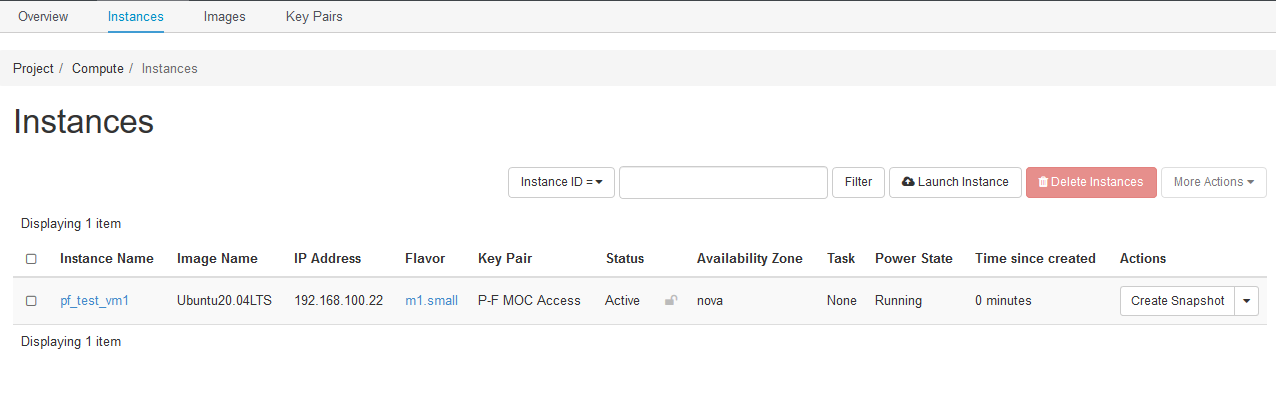 Overview Instances Images Key Pairs
Project / Compute / Instances
Instances
Instance ID = Filter Launch Instance Delete Instances More Actions
Displaying 1 item
Instance Name Image Name IP Address Flavor Key Pair Status Availability Zone Task Power State Time since created Actions
pf_test_vm1 Ubuntu20.04LTS 192.168.100.22 m1.small P-F MOC Access Active nova None Running 0 minutes Create Snapshot
Displaying 1 item